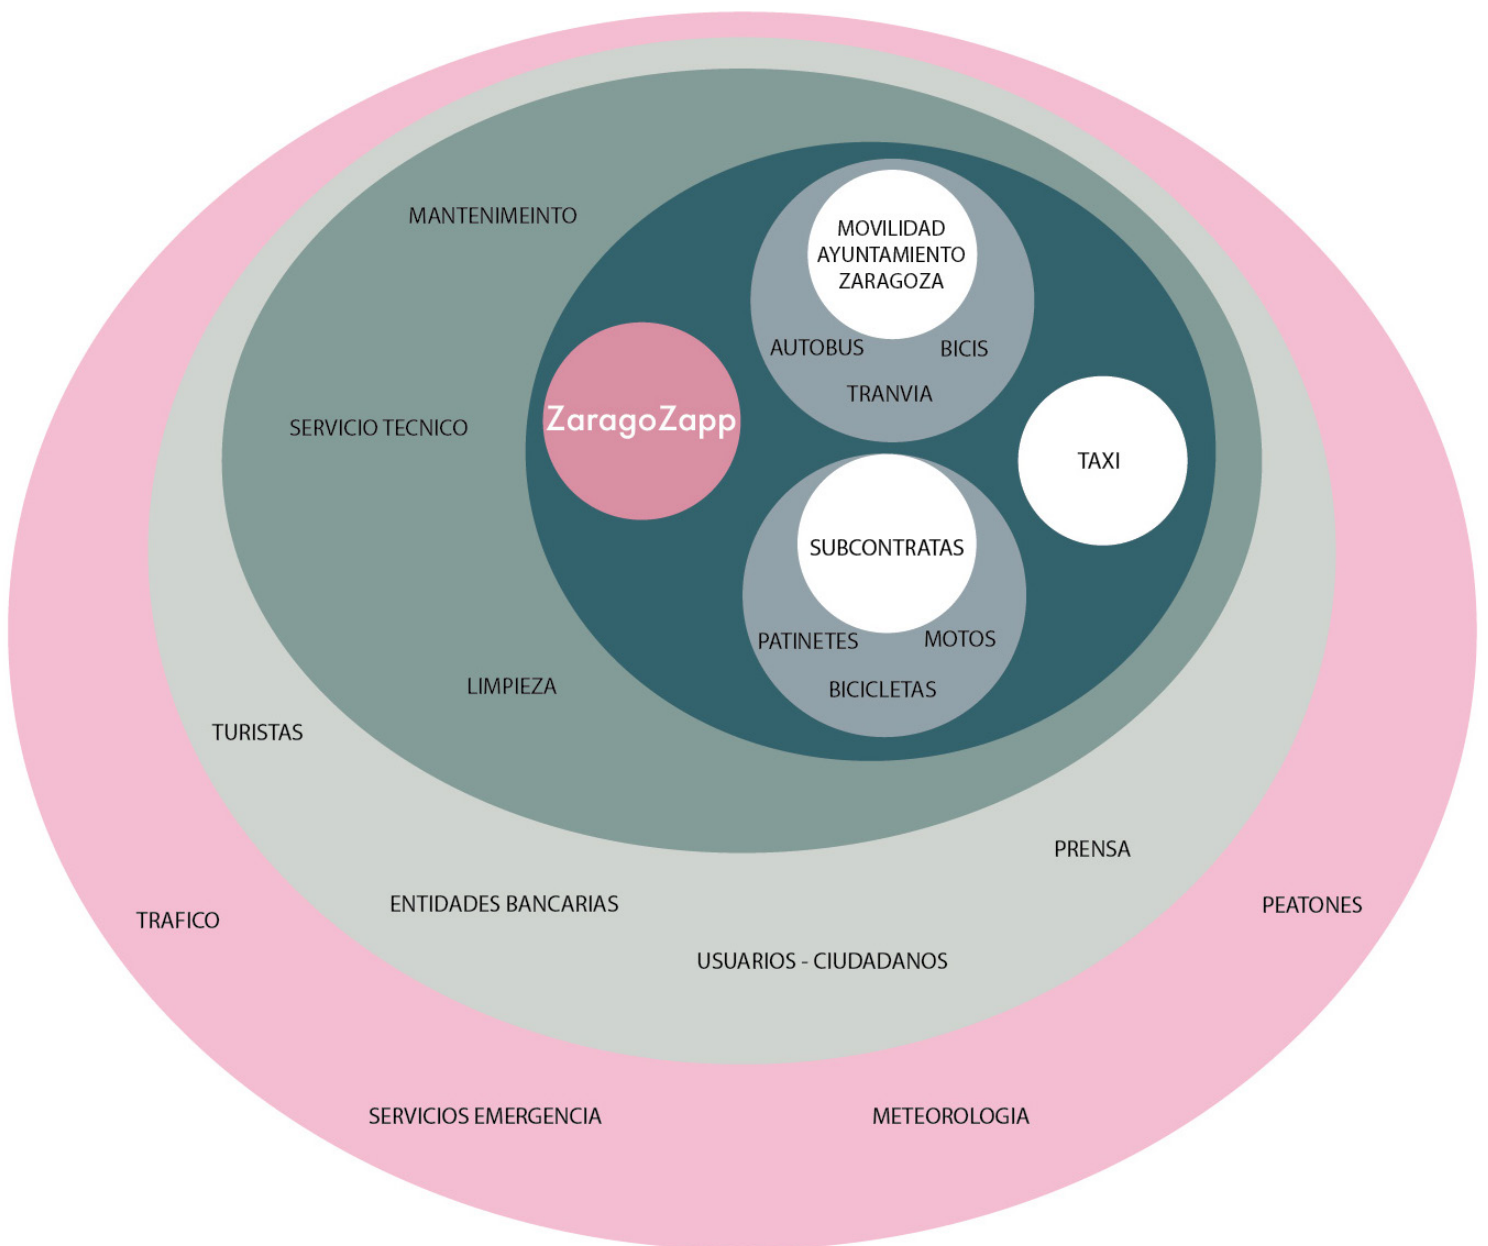 MANTENIMEINTO
MOVILIDAD
AYUNTAMIENTO
ZARAGOZA
AUTOBUS
BICIS
TRANVIA
ZaragoZapp
SERVICIO TECNICO
TAXI
SUBCONTRATAS
PATINETES
MOTOS
BICICLETAS
LIMPIEZA
TURISTAS
PRENSA
ENTIDADES BANCARIAS
USUARIOS - CIUDADANOS
TRAFICO
PEATONES
SERVICIOS EMERGENCIA
METEOROLOGIA